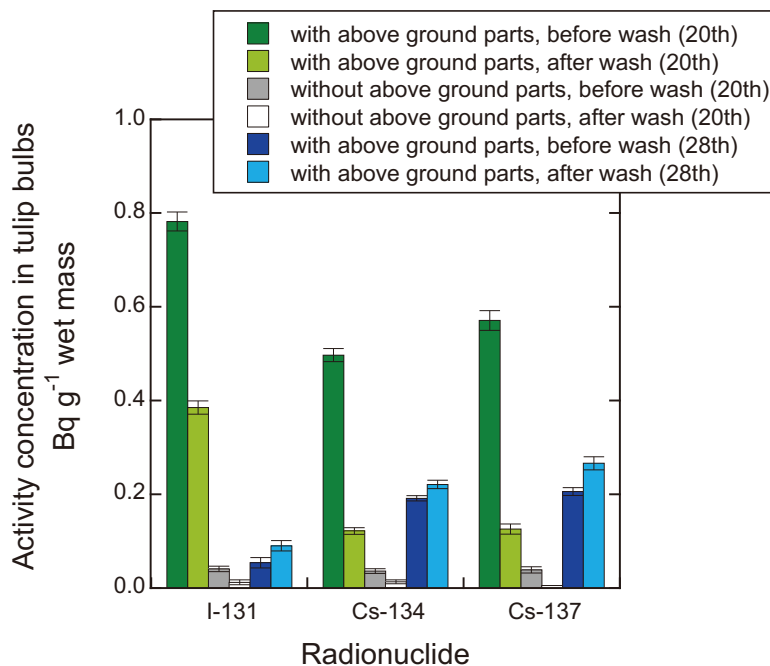 with above ground parts, before wash (20th)
with above ground parts, after wash (20th)
without above ground parts, before wash (20th)
without above ground parts, after wash (20th)
with above ground parts, before wash (28th)
with above ground parts, after wash (28th)
Activity concentration in tulip bulbs
Bq g⁻¹ wet mass
1.0
0.8
0.6
0.4
0.2
0.0
I-131 Cs-134 Cs-137
Radionuclide